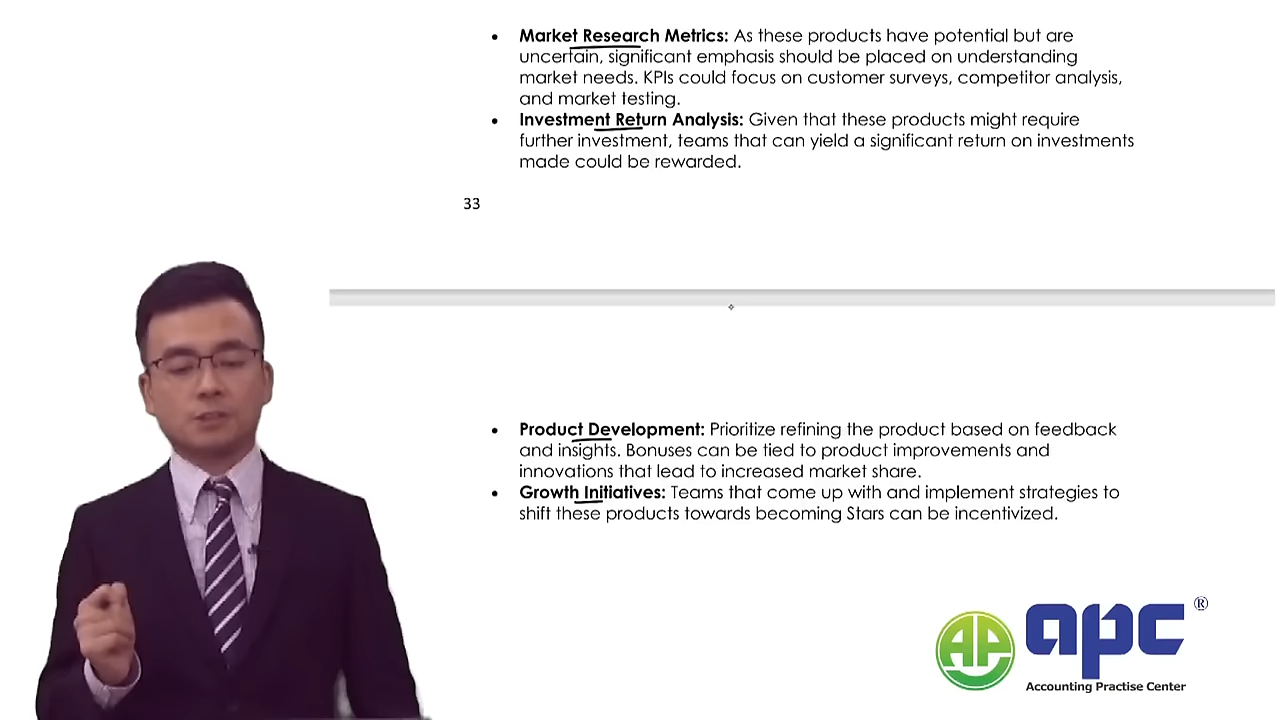 • Market Research Metrics: As these products have potential but are
uncertain, significant emphasis should be placed on understanding
market needs. KPIs could focus on customer surveys, competitor analysis,
and market testing.
• Investment Return Analysis: Given that these products might require
further investment, teams that can yield a significant return on investments
made could be rewarded.
33
• Product Development: Prioritize refining the product based on feedback
and insights. Bonuses can be tied to product improvements and
innovations that lead to increased market share.
• Growth Initiatives: Teams that come up with and implement strategies to
shift these products towards becoming Stars can be incentivized.
AP apc ®
Accounting Practise Center